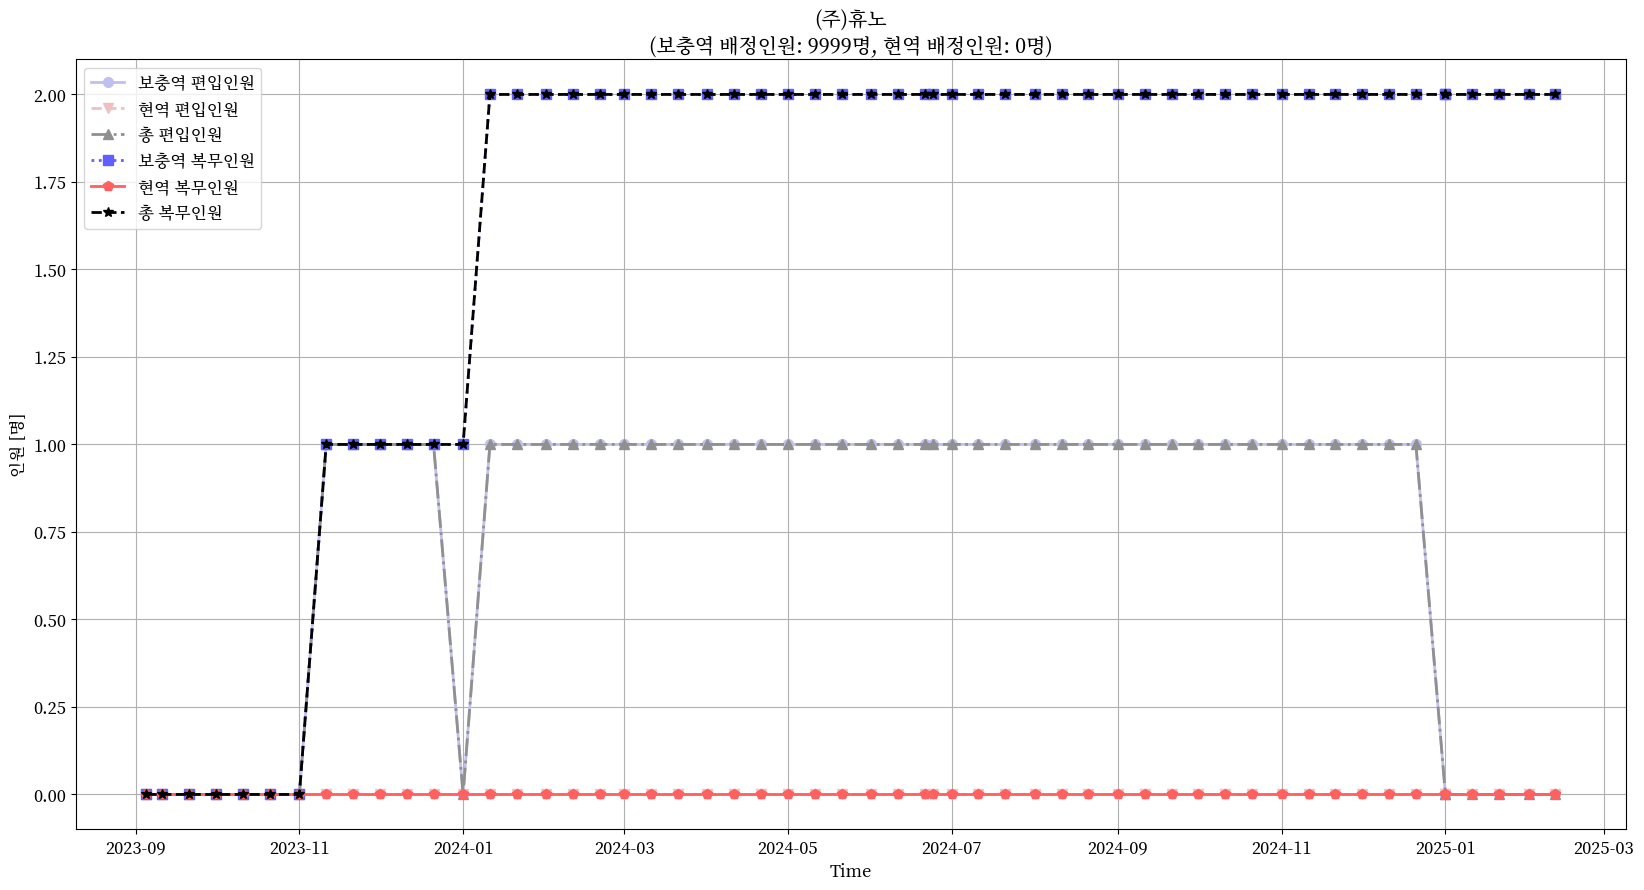 (주)휴노
(보충역 배정인원: 9999명, 현역 배정인원: 0명)
보충역 편입인원
현역 편입인원
총 편입인원
보충역 복무인원
현역 복무인원
총 복무인원
2.00
1.75
1.50
1.25
1.00
0.75
0.50
0.25
0.00
인원 [명]
2023-09
2023-11
2024-01
2024-03
2024-05
2024-07
2024-09
2024-11
2025-01
2025-03
Time